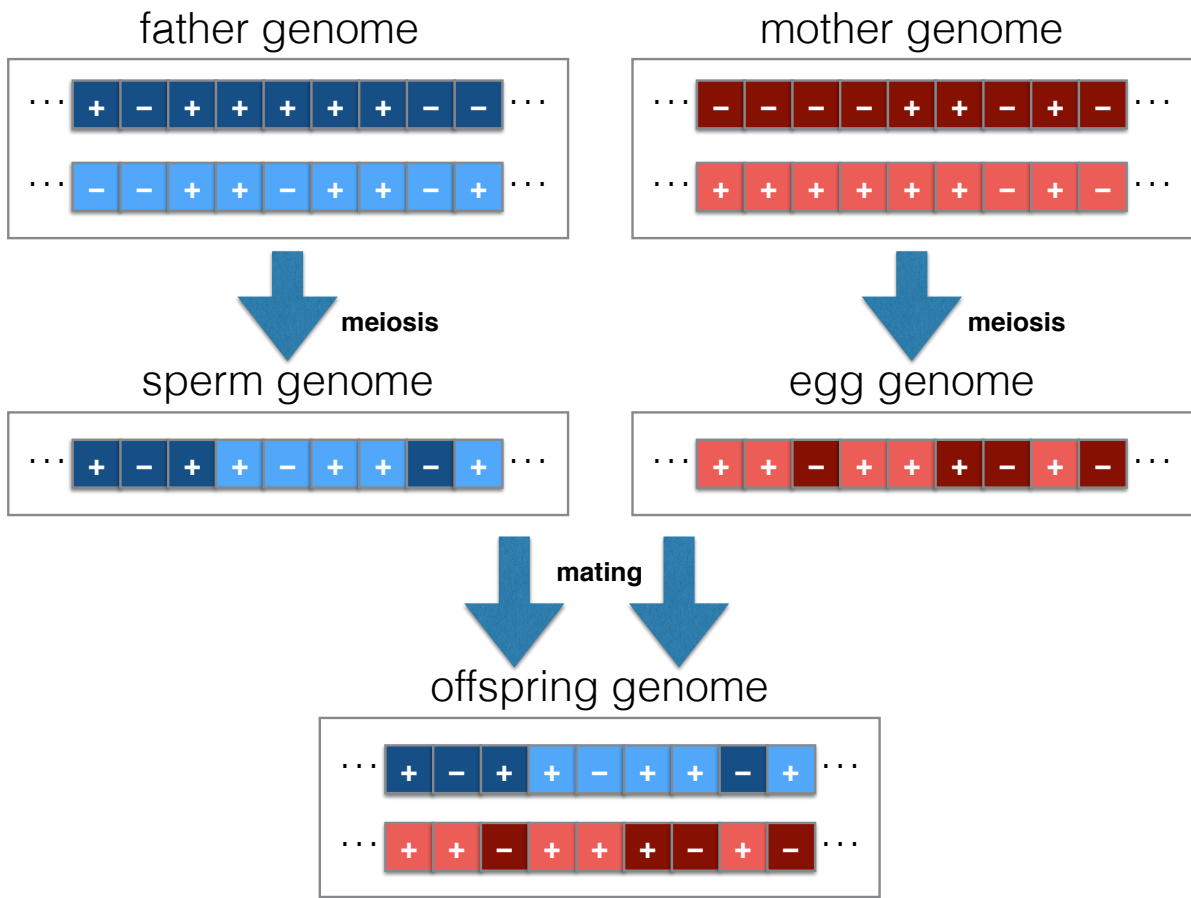 father genome
mother genome
... + − + + + + + − − ...
... − − − − + + − + − ...
... − − + + − + + − + ...
... + + + + + + − + − ...
meiosis
meiosis
sperm genome
egg genome
... + − + + − + + − + ...
... + + − + + + − + − ...
mating
offspring genome
... + − + + − + + − + ...
... + + − + + + − + − ...